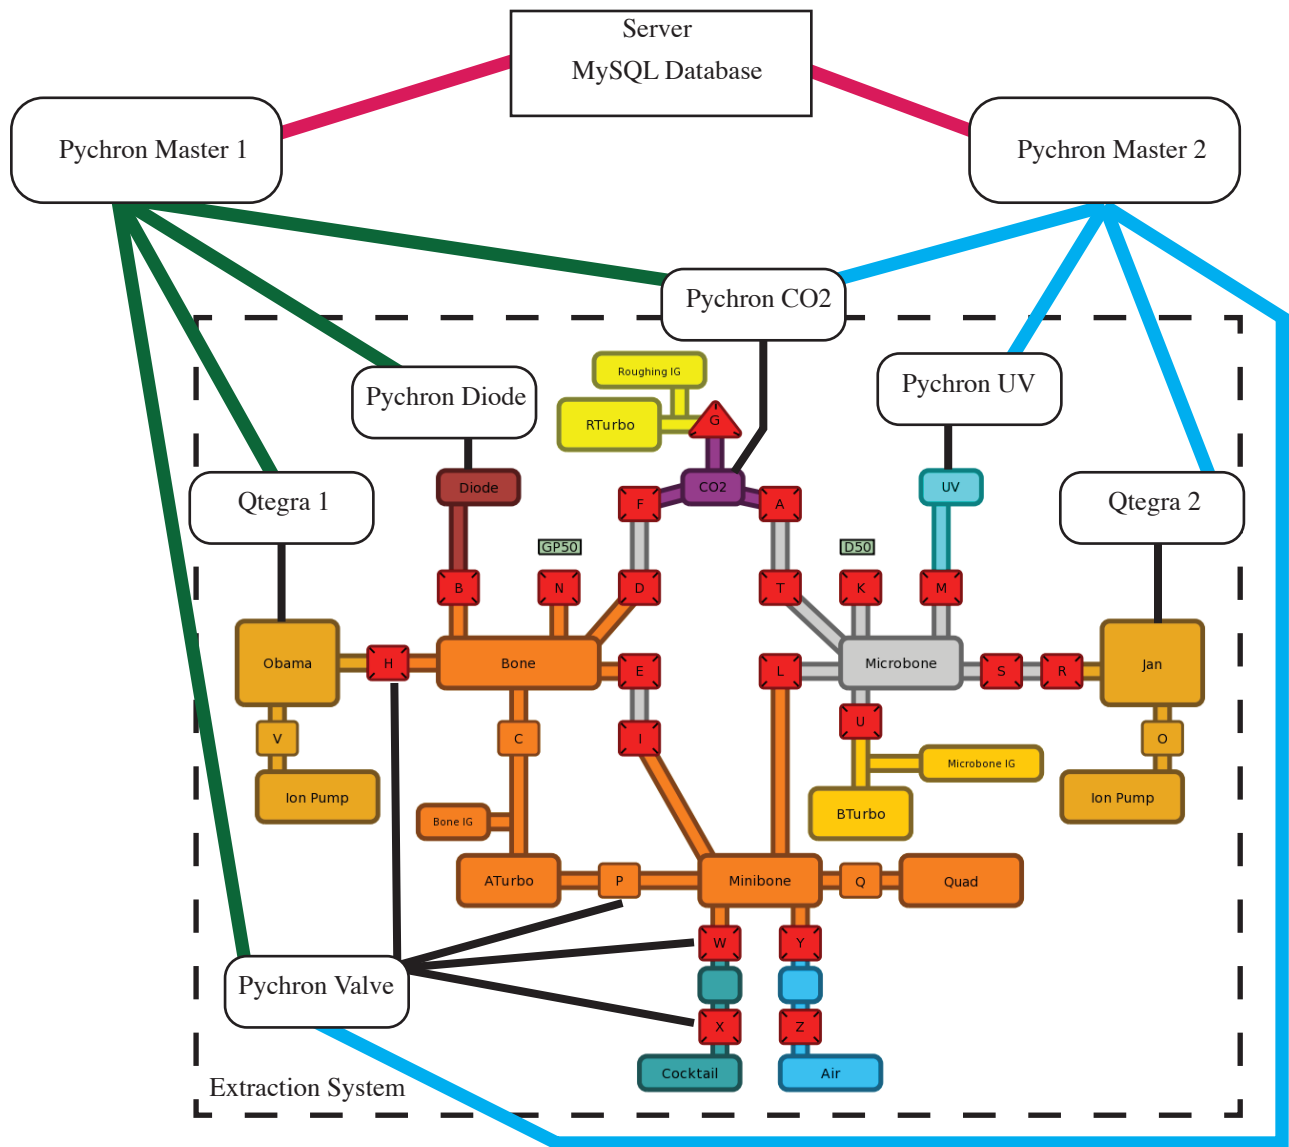 Server
MySQL Database
Pychron Master 1
Pychron Master 2
Pychron CO2
Pychron Diode
Roughing IG
Pychron UV
RTurbo
G
Qtegra 1
Diode
CO2
UV
Qtegra 2
F
A
GP50
D50
B
N
D
T
K
M
Obama
H
Bone
E
L
Microbone
S
R
Jan
V
C
I
U
O
Microbone IG
Ion Pump
Ion Pump
BTurbo
Bone IG
ATurbo
P
Minibone
Q
Quad
W
Y
Pychron Valve
X
Z
Cocktail
Air
Extraction System